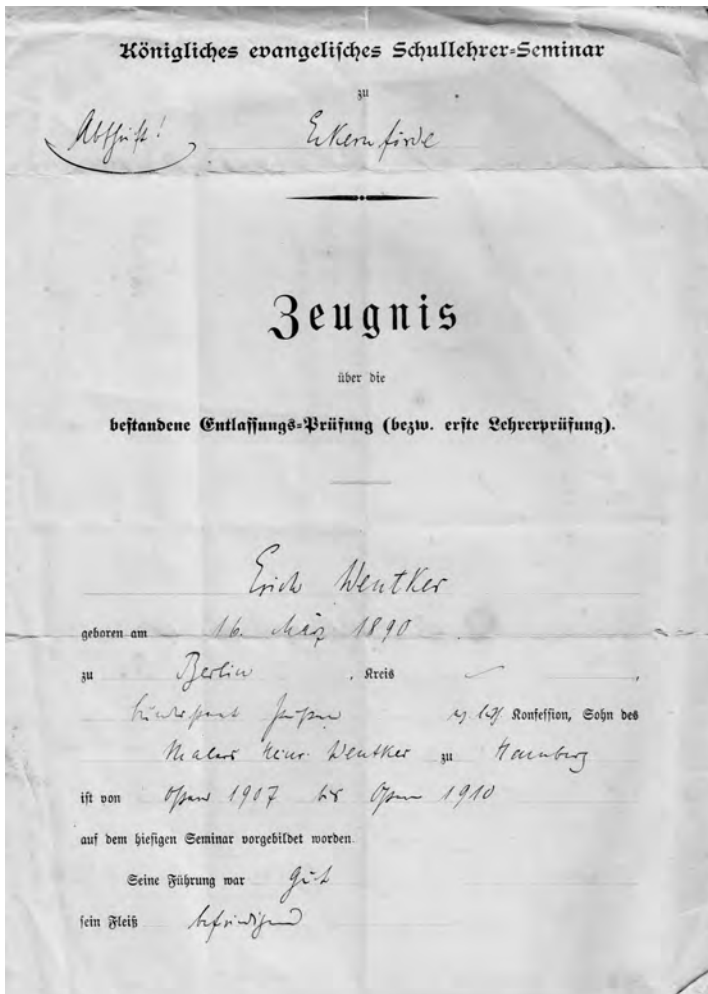 Königliches evangelisches Schullehrer-Seminar
zu
Abschrift! Eckernförde
Zeugnis
über die
bestandene Entlassungs-Prüfung (bezw. erste Lehrerprüfung).
Erich Wentker
geboren am 16. März 1890
zu Berlin, Kreis
Konfession, Sohn des
Malers Heinr. Wentker zu Hamburg
ist von Ostern 1907 bis Ostern 1910
auf dem hiesigen Seminar vorgebildet worden.
Seine Führung war gut
sein Fleiß befriedigend